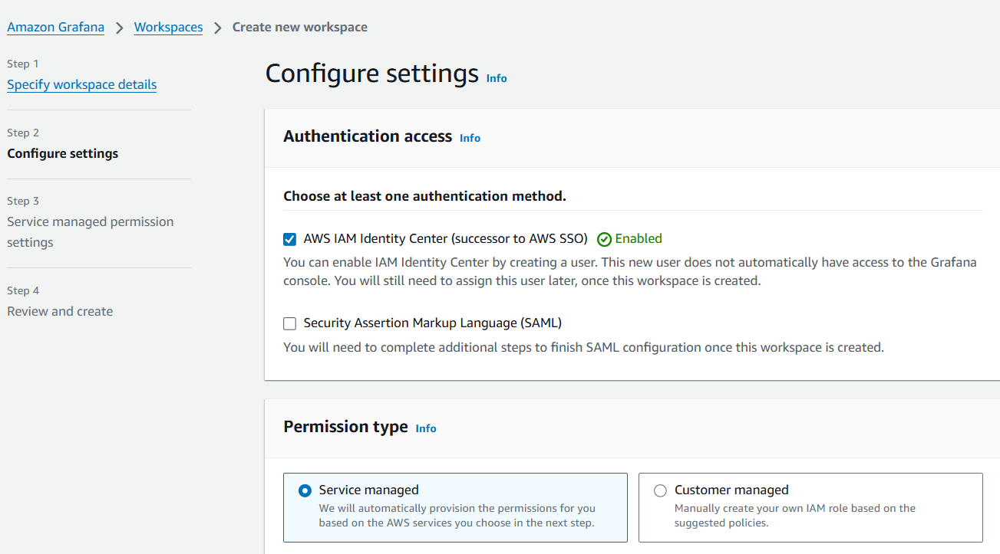 Amazon Grafana > Workspaces > Create new workspace
Step 1
Specify workspace details
Step 2
Configure settings
Step 3
Service managed permission
settings
Step 4
Review and create
Configure settings Info
Authentication access Info
Choose at least one authentication method.
AWS IAM Identity Center (successor to AWS SSO) Enabled
You can enable IAM Identity Center by creating a user. This new user does not automatically have access to the Grafana
console. You will still need to assign this user later, once this workspace is created.
Security Assertion Markup Language (SAML)
You will need to complete additional steps to finish SAML configuration once this workspace is created.
Permission type Info
Service managed
We will automatically provision the permissions for you
based on the AWS services you choose in the next step.
Customer managed
Manually create your own IAM role based on the
suggested policies.